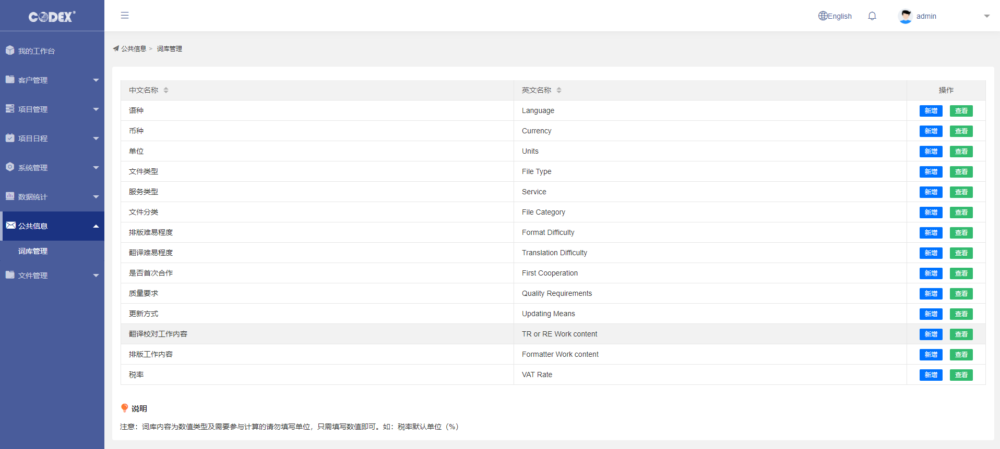 CODEX®
English
admin
我的工作台
客户管理
项目管理
项目日程
系统管理
数据统计
公共信息
词库管理
文件管理
公共信息 > 词库管理
中文名称 英文名称 操作
语种 Language 新增 查看
币种 Currency 新增 查看
单位 Units 新增 查看
文件类型 File Type 新增 查看
服务类型 Service 新增 查看
文件分类 File Category 新增 查看
排版难易程度 Format Difficulty 新增 查看
翻译难易程度 Translation Difficulty 新增 查看
是否首次合作 First Cooperation 新增 查看
质量要求 Quality Requirements 新增 查看
更新方式 Updating Means 新增 查看
翻译校对工作内容 TR or RE Work content 新增 查看
排版工作内容 Formatter Work content 新增 查看
税率 VAT Rate 新增 查看
说明
注意：词库内容为数值类型及需要参与计算的请勿填写单位，只需填写数值即可。如：税率默认单位（%）